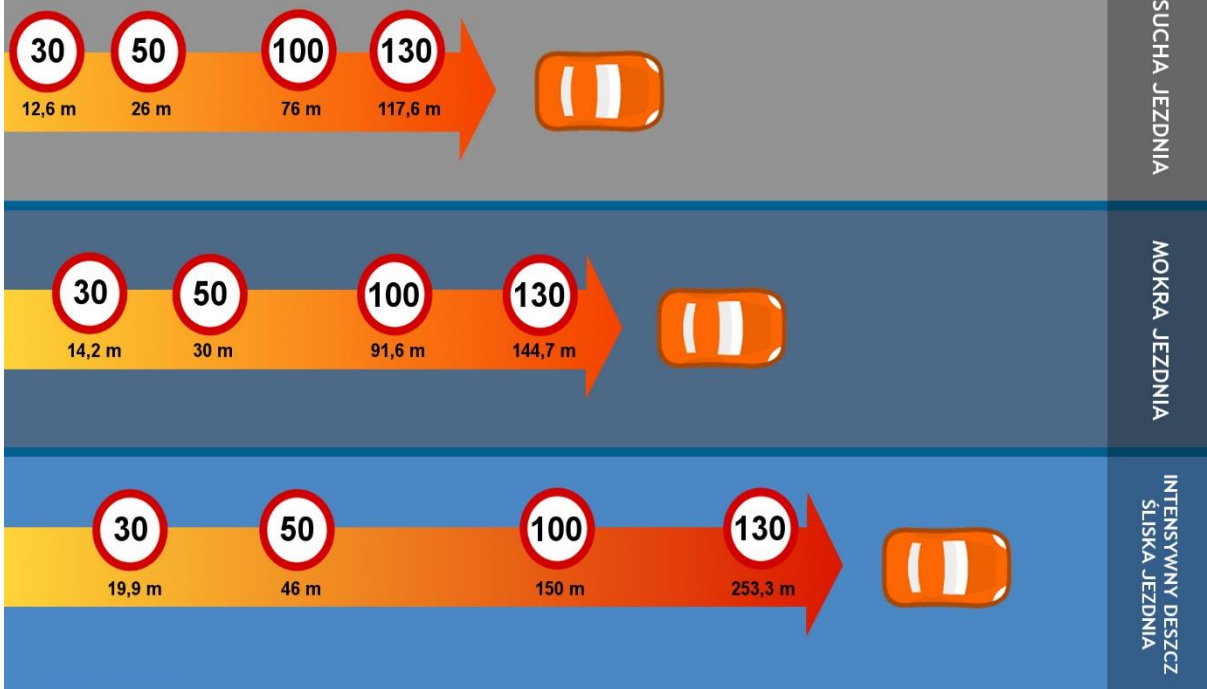 30 50 100 130
12,6 m 26 m 76 m 117,6 m
SUCHA JEZDNIA
30 50 100 130
14,2 m 30 m 91,6 m 144,7 m
MOKRA JEZDNIA
30 50 100 130
19,9 m 46 m 150 m 253,3 m
INTENSYWNY DESZCZ
ŚLISKA JEZDNIA